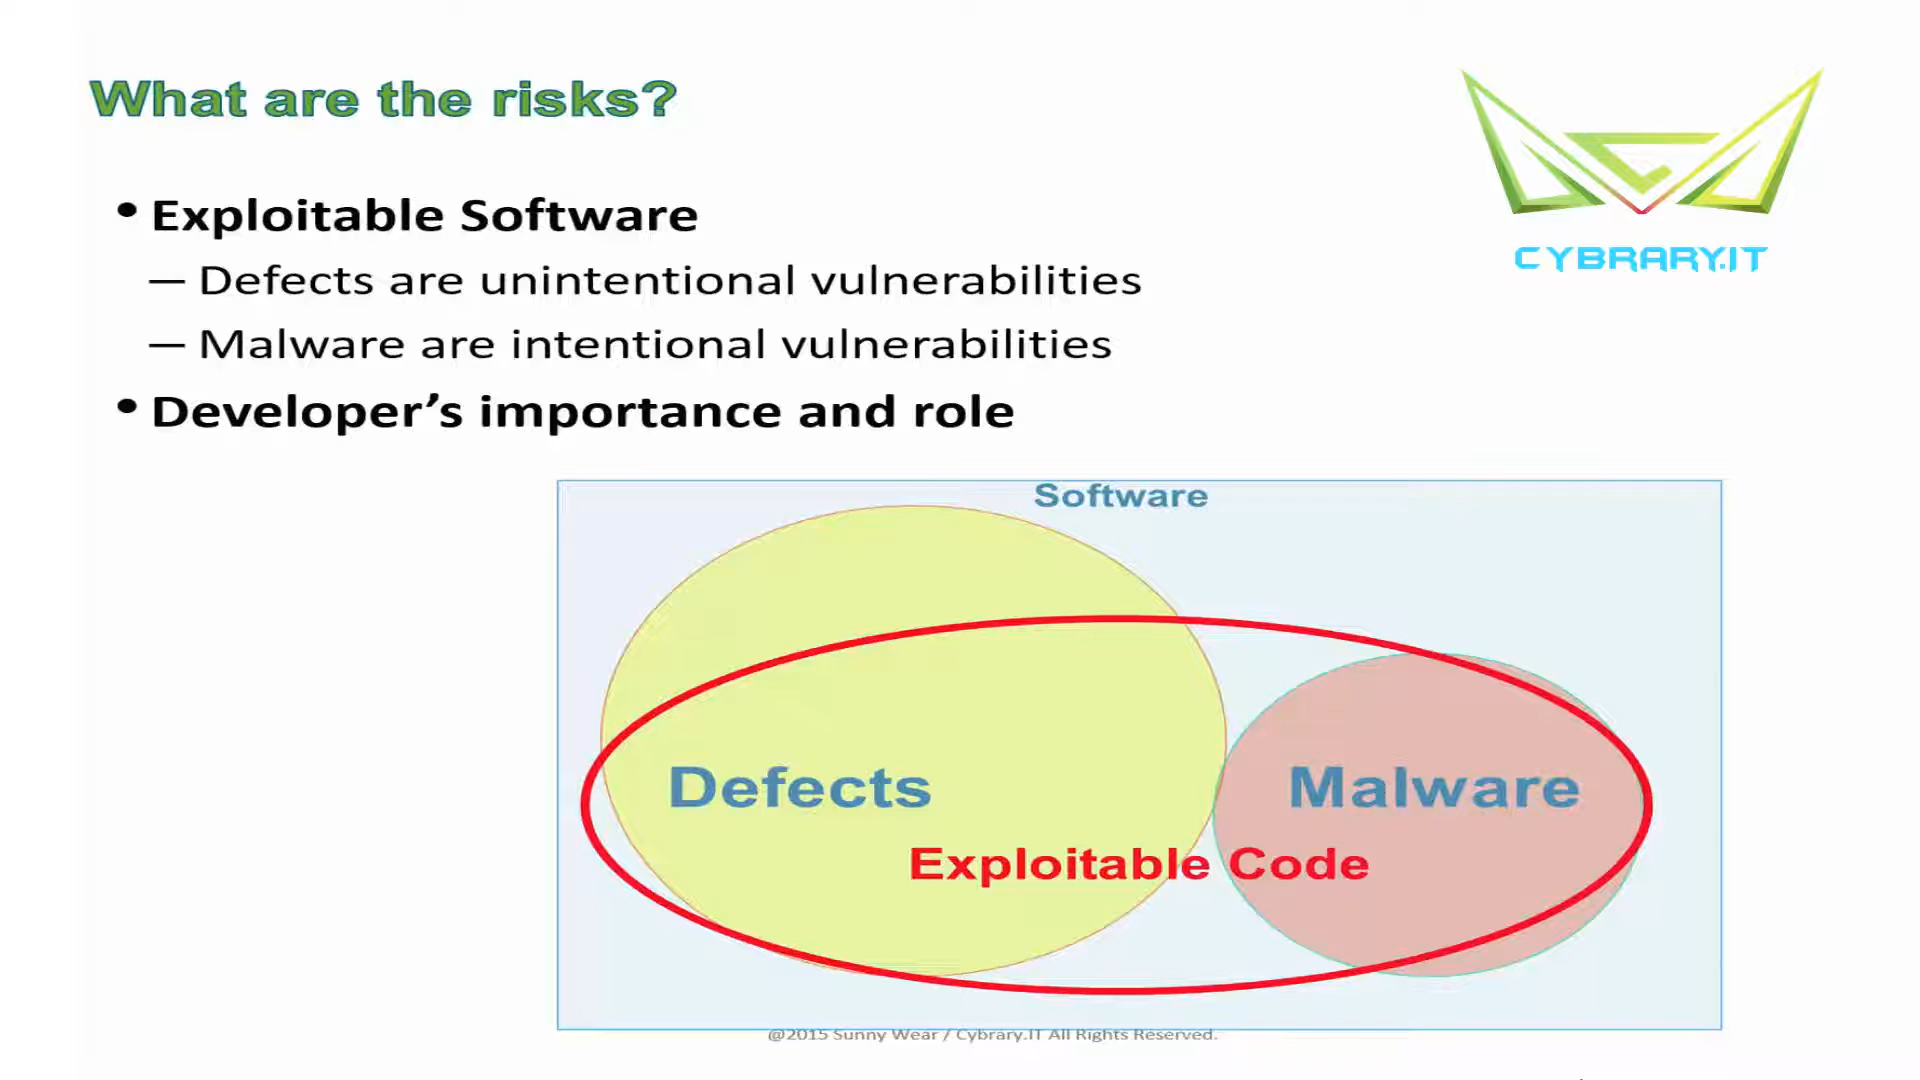 What are the risks?
CYBRARY.IT
• Exploitable Software
– Defects are unintentional vulnerabilities
– Malware are intentional vulnerabilities
• Developer’s importance and role
Software
Defects
Malware
Exploitable Code
@2015 Sunny Wear / Cybrary.IT All Rights Reserved.